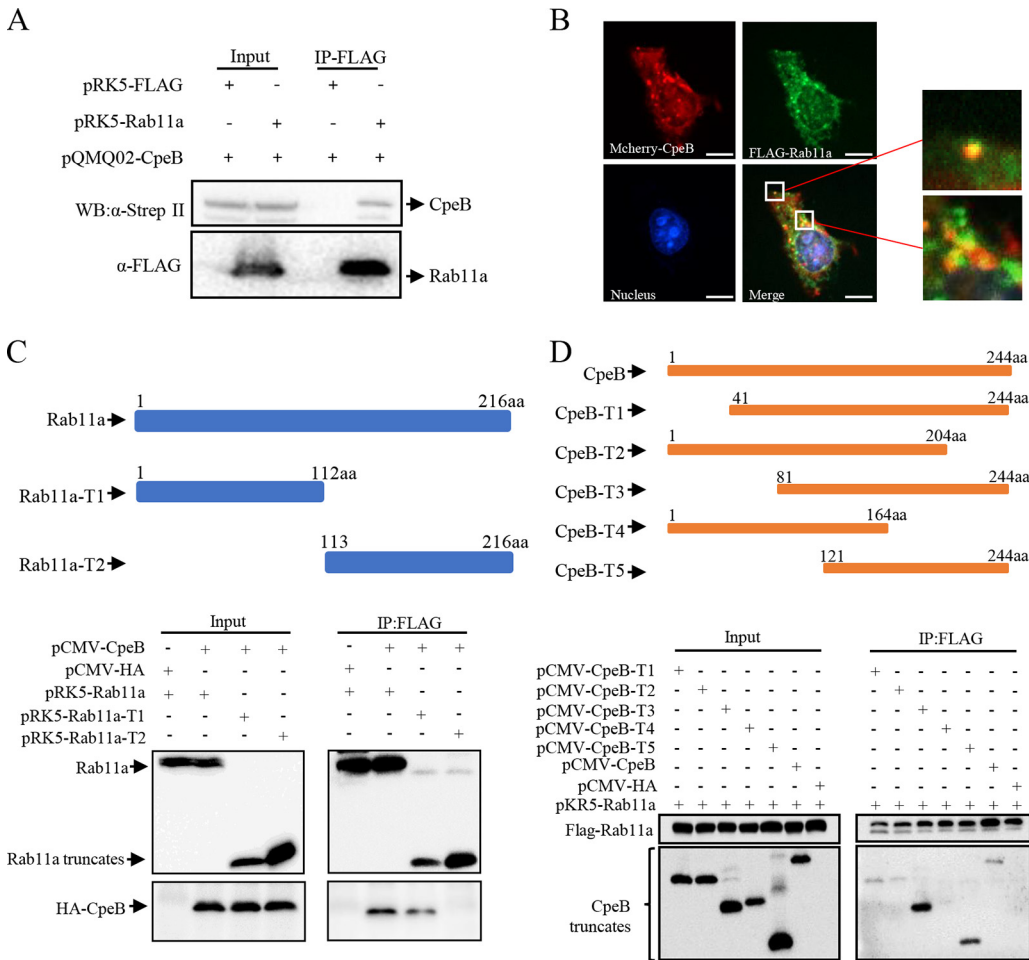 A
Input IP-FLAG
pRK5-FLAG + - + -
pRK5-Rab11a - + - +
pQMQ02-CpeB + + + +
WB:α-Strep II
CpeB
α-FLAG
Rab11a
B
Mcherry-CpeB
FLAG-Rab11a
Nucleus
Merge
C
1 216aa
Rab11a
1 112aa
Rab11a-T1
113 216aa
Rab11a-T2
Input IP:FLAG
pCMV-CpeB - + + + - + + +
pCMV-HA + - - - + - - -
pRK5-Rab11a + + - - + + - -
pRK5-Rab11a-T1 - - + - - - + -
pRK5-Rab11a-T2 - - - + - - - +
Rab11a
Rab11a truncates
HA-CpeB
D
1 244aa
CpeB
41 244aa
CpeB-T1
1 204aa
CpeB-T2
81 244aa
CpeB-T3
1 164aa
CpeB-T4
121 244aa
CpeB-T5
Input IP:FLAG
pCMV-CpeB-T1 + - - - - - - + - - - - - -
pCMV-CpeB-T2 - + - - - - - - + - - - - -
pCMV-CpeB-T3 - - + - - - - - - + - - - -
pCMV-CpeB-T4 - - - + - - - - - - + - - -
pCMV-CpeB-T5 - - - - + - - - - - - + - -
pCMV-CpeB - - - - - + - - - - - - + -
pCMV-HA - - - - - - + - - - - - - +
pKR5-Rab11a + + + + + + + + + + + + + +
Flag-Rab11a
CpeB
truncates